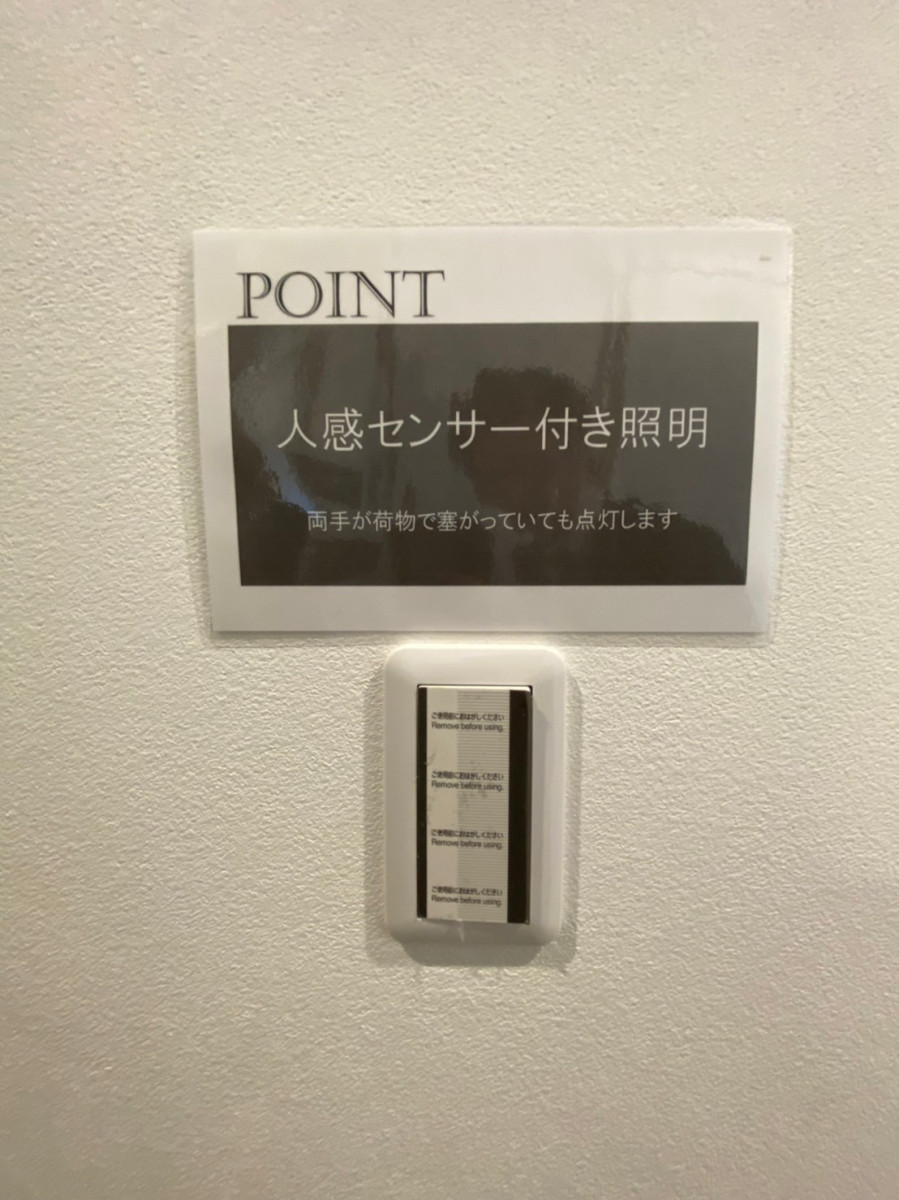 POINT
人感センサー付き照明
両手が荷物で塞がっていても点灯します
ご使用前におはがしください
Remove before using.
ご使用前におはがしください
Remove before using.
ご使用前におはがしください
Remove before using.
ご使用前におはがしください
Remove before using.